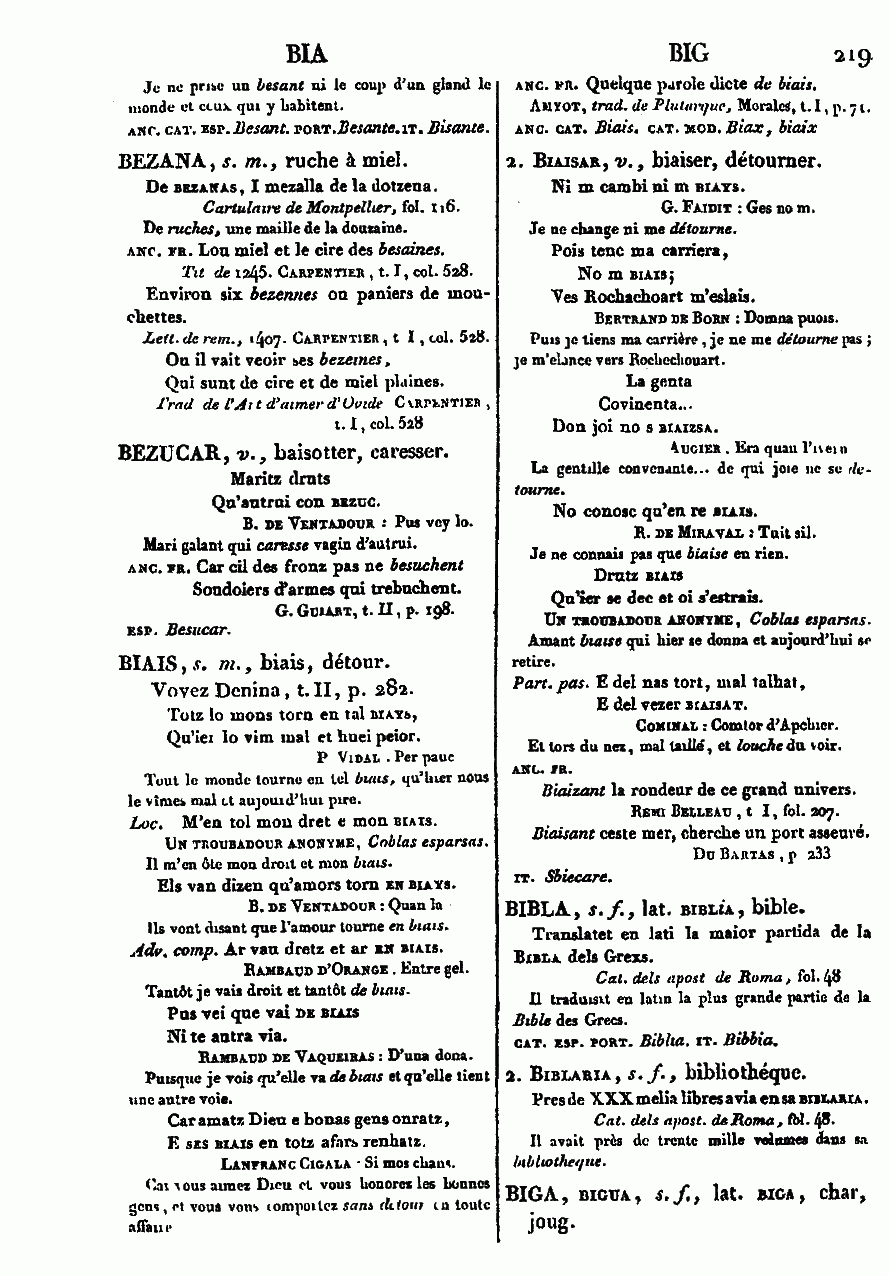 BIA
BIG
219
Je ne prise un besant ni le coup d'un gland le
monde et ceux qui y habitent.
ANC. CAT. ESP. Besant. PORT. Besante. IT. Bisante.
BEZANA, s. m., ruche à miel.
De BEZANAS, I mezalla de la dotzena.
Cartulaire de Montpellier, fol. 116.
De ruches, une maille de la douzaine.
ANC. FR. Lou miel et le cire des besaines.
Tit de 1245. CARPENTIER, t. I, col. 528.
Environ six bezennes ou paniers de mou-
chettes.
Lett. de rem., 1407. CARPENTIER, t I, col. 528.
Ou il vait veoir ses bezeines,
Qui sunt de cire et de miel plaines.
Trad de l'Art d'aimer d'Ovide CARPENTIER,
t. I, col. 528
BEZUCAR, v., baisotter, caresser.
Maritz druts
Qu'autrui con BEZUC.
B. DE VENTADOUR : Pus vey lo.
Mari galant qui caresse vagin d'autrui.
ANC. FR. Car cil des fronz pas ne besuchent
Soudoiers d'armes qui trebuchent.
G. GUIART, t. II, p. 198.
ESP. Besucar.
BIAIS, s. m., biais, détour.
Voyez Denina, t. II, p. 282.
Totz lo mons torn en tal BIAYS,
Qu'ier lo vim mal et huei peior.
P VIDAL . Per pauc
Tout le monde tourne en tel biais, qu'hier nous
le vîmes mal et aujourd'hui pire.
Loc. M'en tol mon dret e mon BIAIS.
UN TROUBADOUR ANONYME, Coblas esparsas.
Il m'en ôte mon droit et mon biais.
Els van dizen qu'amors torn EN BIAYS.
B. DE VENTADOUR : Quan la
Ils vont disant que l'amour tourne en biais.
Adv. comp. Ar vau dretz et ar EN BIAIS.
RAMBAUD D'ORANGE . Entre gel.
Tantôt je vais droit et tantôt de biais.
Pus vei que vai DE BIAIS
Ni te autra via.
RAMBAUD DE VAQUEIRAS : D'una dona.
Puisque je vois qu'elle va de biais et qu'elle tient
une autre voie.
Car amatz Dieu e bonas gens onratz,
E SES BIAIS en totz afars renhatz.
LANFRANC CIGALA · Si mos chans.
Car vous aimez Dieu et vous honorez les bonnes
gens, et vous vous comportez sans détour en toute
affaire
ANC. FR. Quelque parole dicte de biais.
AMYOT, trad. de Plutarque, Morales, t. I, p. 71.
ANC. CAT. Biais. CAT. MOD. Biax, biaix
2. BIAISAR, v., biaiser, détourner.
Ni m cambi ni m BIAYS.
G. FAIDIT : Ges no m.
Je ne change ni me détourne.
Pois tenc ma carriera,
No m BIAIS;
Ves Rochachoart m'eslais.
BERTRAND DE BORN : Domna puois.
Puis je tiens ma carrière, je ne me détourne pas ;
je m'elance vers Rochechouart.
La genta
Covinenta...
Don joi no s BIAIZSA.
AUGIER . Era quan l'ivern
La gentille convenante... de qui joie ne se dé-
tourne.
No conosc qu'en re BIAIS.
R. DE MIRAVAL : Tuit sil.
Je ne connais pas que biaise en rien.
Drutz BIAIS
Qu'ier se dec et oi s'estrais.
UN TROUBADOUR ANONYME, Coblas esparsas.
Amant biaise qui hier se donna et aujourd'hui se
retire.
Part. pas. E del nas tort, mal talhat,
E del vezer BIAISAT.
COMINAL : Comtor d'Apchier.
Et tors du nez, mal taillé, et louche du voir.
ANC. FR.
Biaizant la rondeur de ce grand univers.
REMI BELLEAU, t I, fol. 207.
Biaisant ceste mer, cherche un port asseuré.
DU BARTAS, p 233
IT. Sbiecare.
BIBLA, s. f., lat. BIBLiA, bible.
Translatet en lati la maior partida de la
BIBLA dels Grexs.
Cat. dels apost de Roma, fol. 48
Il traduisit en latin la plus grande partie de la
Bible des Grecs.
CAT. ESP. PORT. Biblia. IT. Bibbia.
2. BIBLARIA, s. f., bibliothéque.
Pres de XXX melia libres avia en sa BIBLARIA.
Cat. dels apost. de Roma, fol. 48.
Il avait près de trente mille volumes dans sa
bibliotheque.
BIGA, BIGUA, s. f., lat. BIGA, char,
joug.